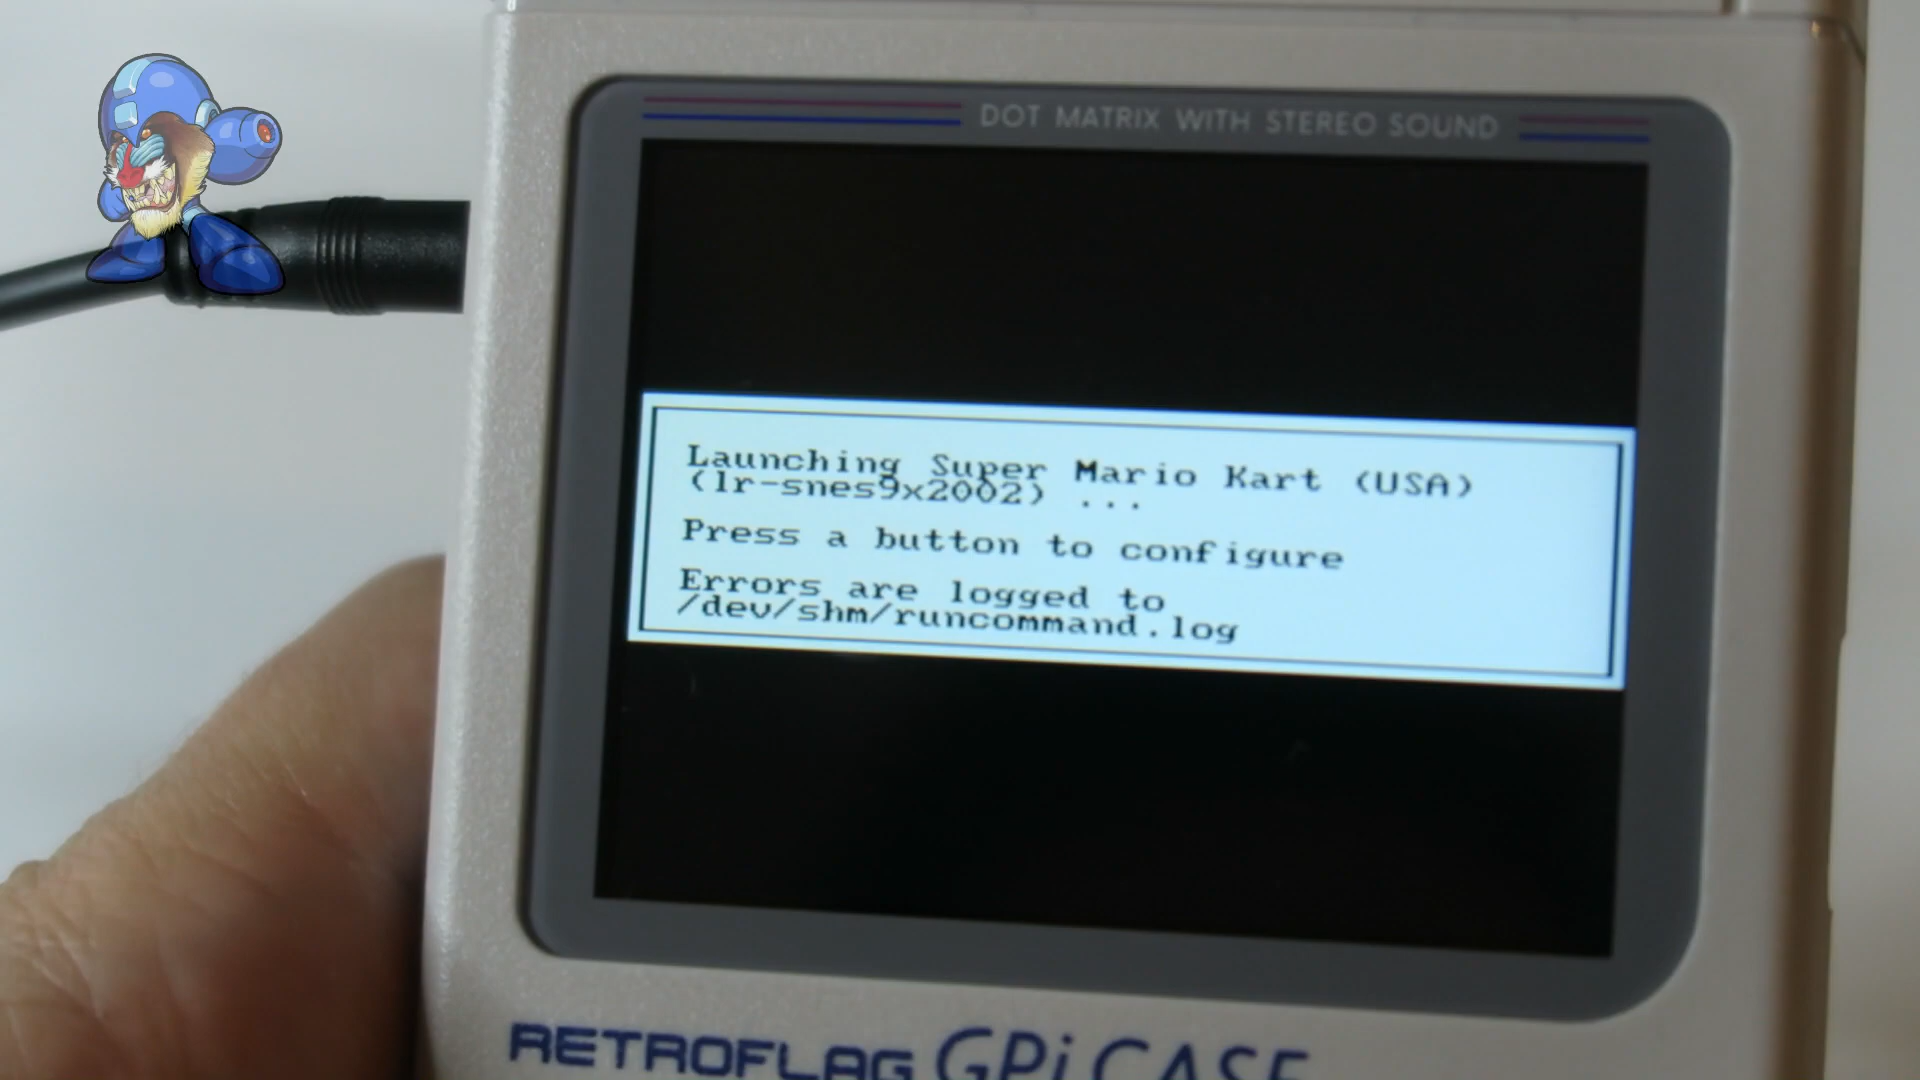 DOT MATRIX WITH STEREO SOUND
Launching Super Mario Kart (USA)
(lr-snes9x2002) ...
Press a button to configure
Errors are logged to
/dev/shm/runcommand.log
RETROFLAG GPi CASE